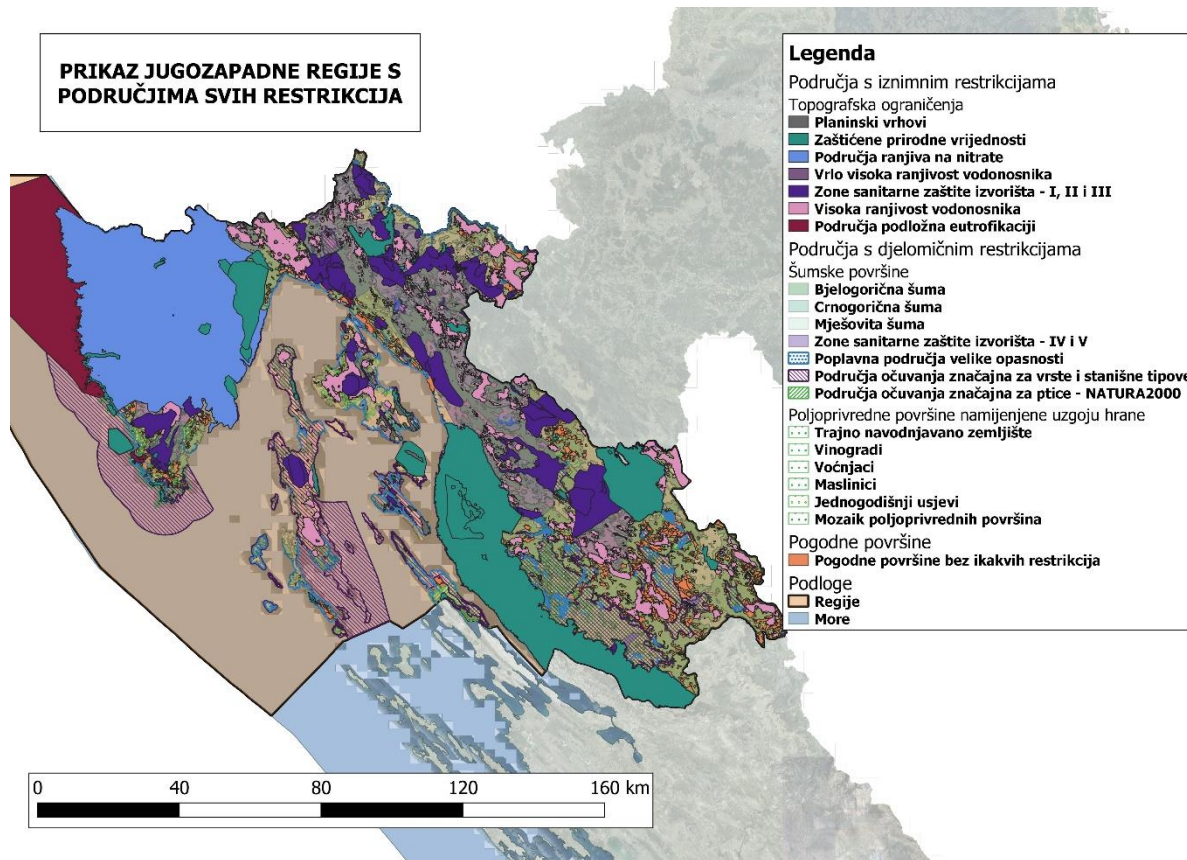 PRIKAZ JUGOZAPADNE REGIJE S
PODRUČJIMA SVIH RESTRIKCIJA
Legenda
Područja s iznimnim restrikcijama
Topografska ograničenja
Planinski vrhovi
Zaštićene prirodne vrijednosti
Područja ranjiva na nitrate
Vrlo visoka ranjivost vodonosnika
Zone sanitarne zaštite izvorišta - I, II i III
Visoka ranjivost vodonosnika
Područja podložna eutrofikaciji
Područja s djelomičnim restrikcijama
Šumske površine
Bjelogorična šuma
Crnogorična šuma
Mješovita šuma
Zone sanitarne zaštite izvorišta - IV i V
Poplavna područja velike opasnosti
Područja očuvanja značajna za vrste i stanišne tipove
Područja očuvanja značajna za ptice - NATURA2000
Poljoprivredne površine namijenjene uzgoju hrane
Trajno navodnjavano zemljište
Vinogradi
Voćnjaci
Maslinici
Jednogodišnji usjevi
Mozaik poljoprivrednih površina
Pogodne površine
Pogodne površine bez ikakvih restrikcija
Podloge
Regije
More
0 40 80 120 160 km